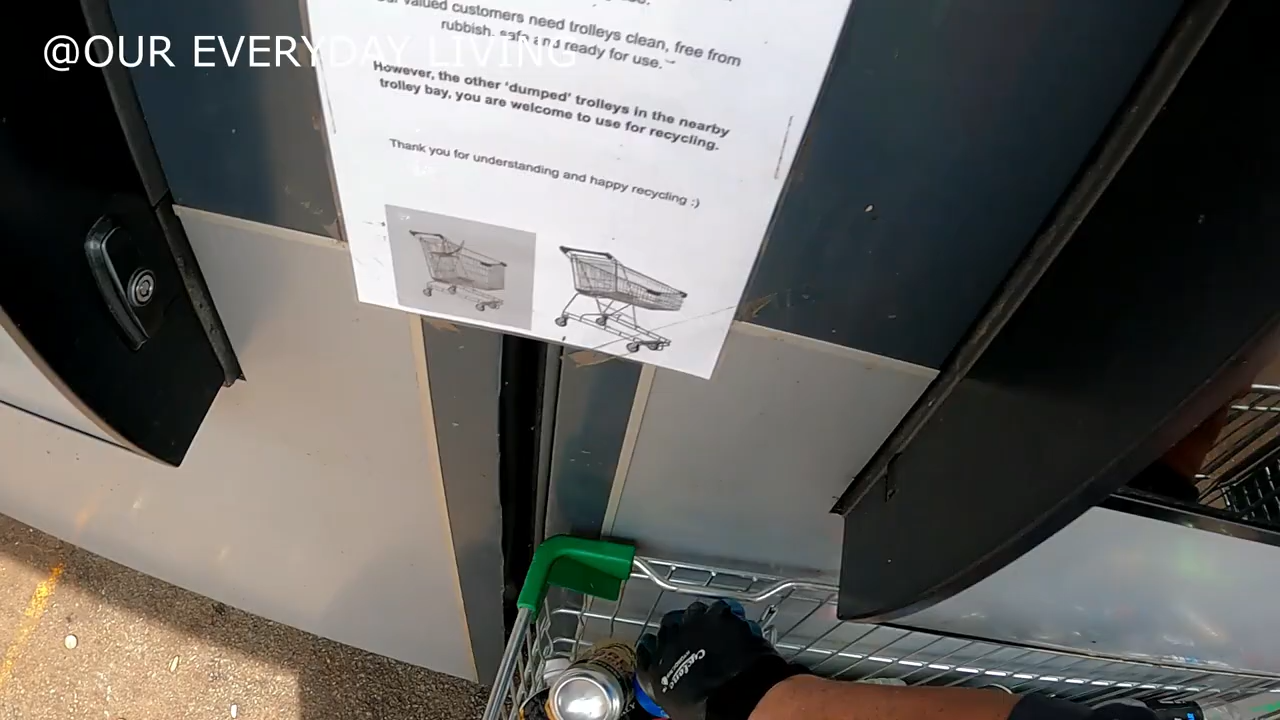 valued customers need trolleys clean, free from
rubbish, safe and ready for use.
However, the other 'dumped' trolleys in the nearby
trolley bay, you are welcome to use for recycling.
Thank you for understanding and happy recycling :)
@OUR EVERYDAY LIVING
Cyclone